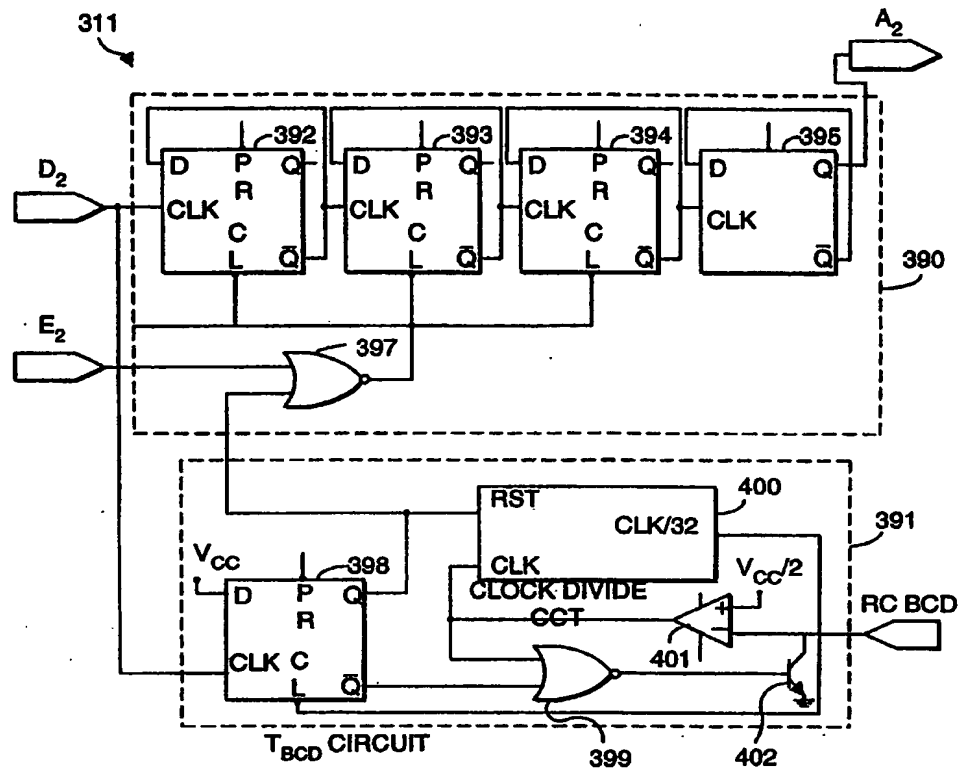 311
A2
392
393
394
395
D P Q
R
CLK
C
L Q̅
D P Q
R
CLK
C
L Q̅
D P Q
R
CLK
C
L Q̅
D Q
CLK
Q̅
D2
390
E2
397
400
RST
CLK/32
CLK
391
VCC
398
CLOCK DIVIDE
CCT
VCC/2
RC BCD
D P Q
R
CLK C
L Q̅
+
−
401
399
402
TBCD CIRCUIT